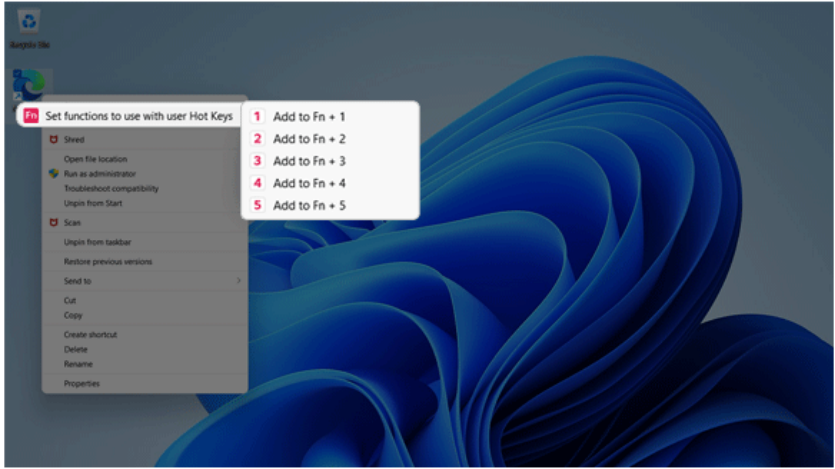 Recycle Bin
Fn Set functions to use with user Hot Keys
1 Add to Fn + 1
2 Add to Fn + 2
3 Add to Fn + 3
4 Add to Fn + 4
5 Add to Fn + 5
Shred
Open file location
Run as administrator
Troubleshoot compatibility
Unpin from Start
Scan
Unpin from taskbar
Restore previous versions
Send to
Cut
Copy
Create shortcut
Delete
Rename
Properties